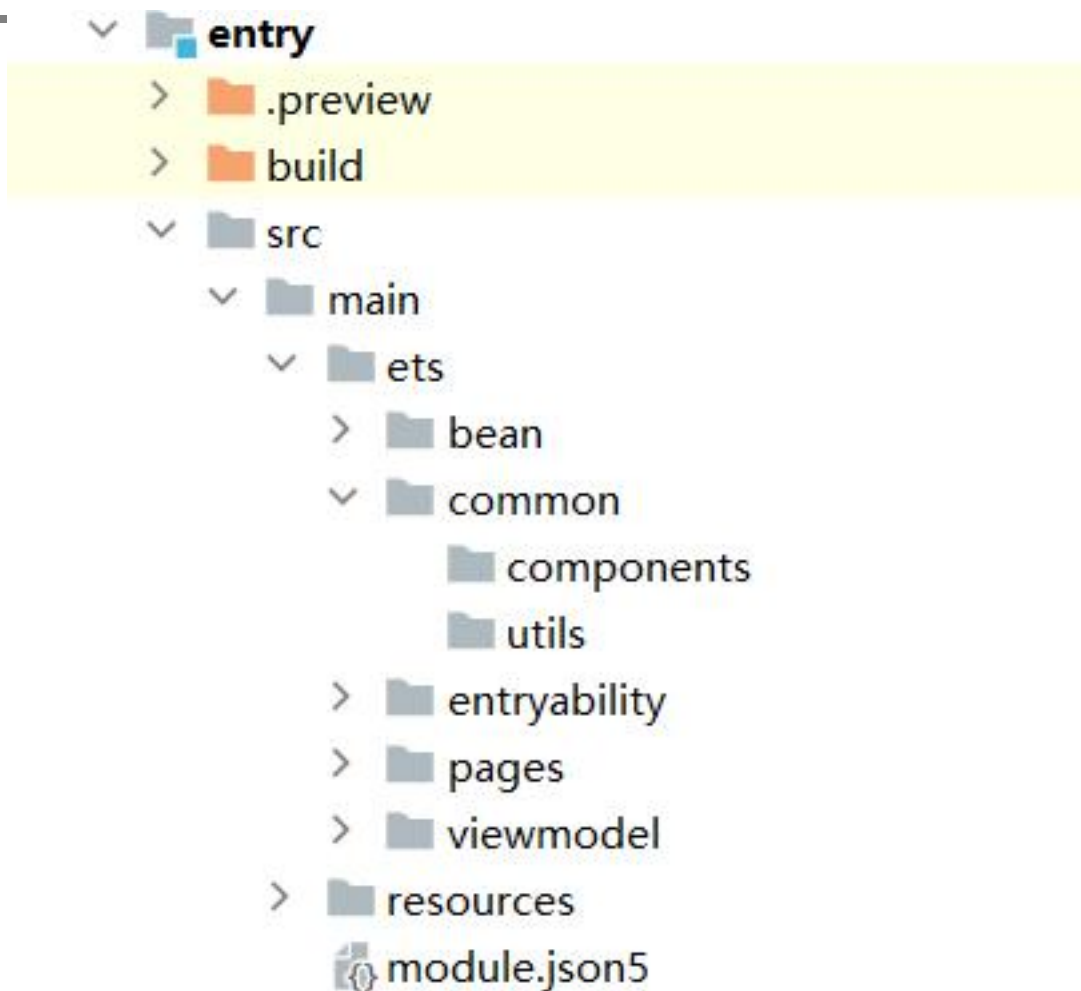 entry
.preview
build
src
main
ets
bean
common
components
utils
entryability
pages
viewmodel
resources
module.json5